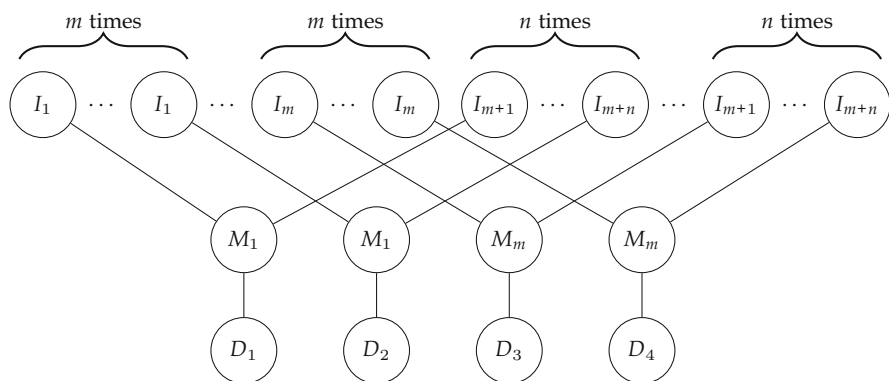 m times m times n times n times
I₁ ··· I₁ ··· Iₘ ··· Iₘ Iₘ₊₁ ··· Iₘ₊ₙ ··· Iₘ₊₁ ··· Iₘ₊ₙ
M₁ M₁ Mₘ Mₘ
D₁ D₂ D₃ D₄